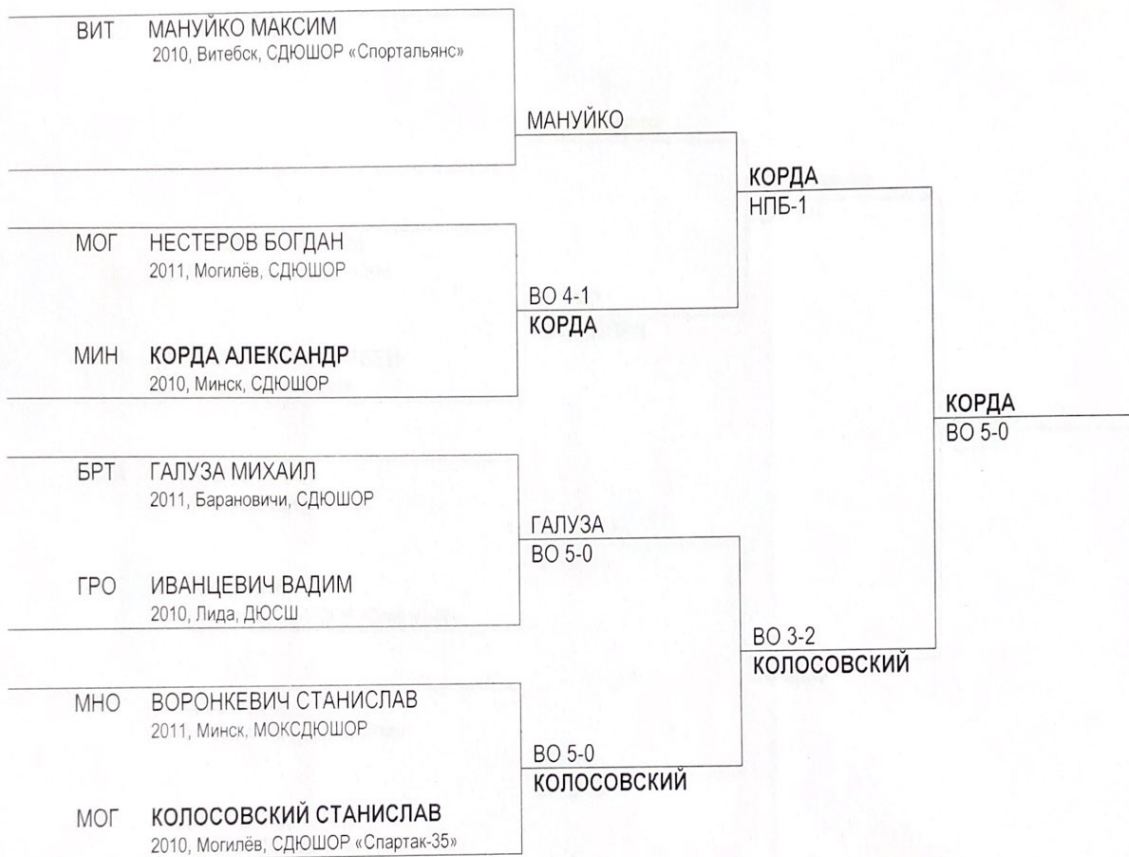 ВИТ МАНУЙКО МАКСИМ
2010, Витебск, СДЮШОР «Спортальянс»
МАНУЙКО
КОРДА
НПБ-1
МОГ НЕСТЕРОВ БОГДАН
2011, Могилёв, СДЮШОР
ВО 4-1
КОРДА
МИН КОРДА АЛЕКСАНДР
2010, Минск, СДЮШОР
КОРДА
ВО 5-0
БРТ ГАЛУЗА МИХАИЛ
2011, Барановичи, СДЮШОР
ГАЛУЗА
ВО 5-0
ГРО ИВАНЦЕВИЧ ВАДИМ
2010, Лида, ДЮСШ
ВО 3-2
КОЛОСОВСКИЙ
МНО ВОРОНКЕВИЧ СТАНИСЛАВ
2011, Минск, МОКСДЮШОР
ВО 5-0
КОЛОСОВСКИЙ
МОГ КОЛОСОВСКИЙ СТАНИСЛАВ
2010, Могилёв, СДЮШОР «Спартак-35»